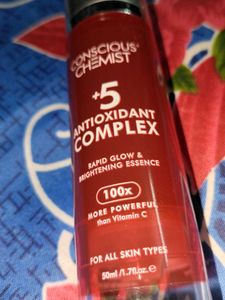 CONSCIOUS
CHEMIST
+5
ANTIOXIDANT
COMPLEX
RAPID GLOW &
BRIGHTENING ESSENCE
100x
MORE POWERFUL
than Vitamin C
FOR ALL SKIN TYPES
50ml/1.7fl.oz. e